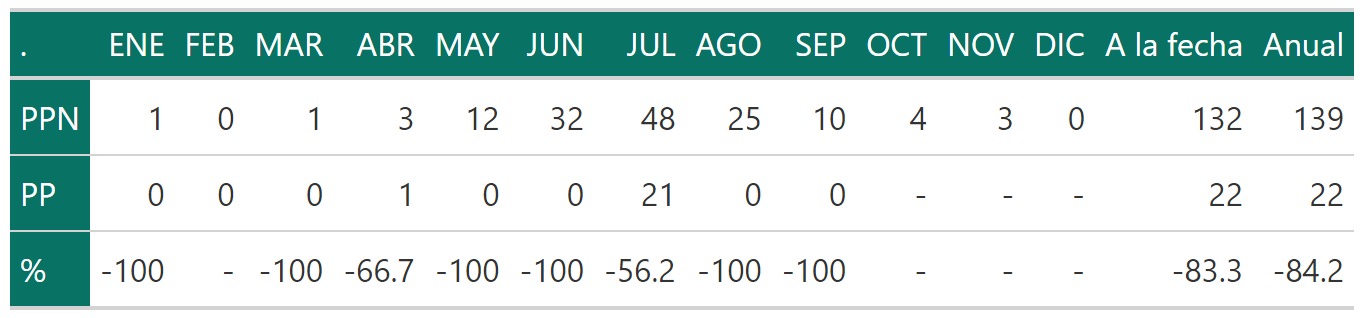 . ENE FEB MAR ABR MAY JUN JUL AGO SEP OCT NOV DIC A la fecha Anual
PPN 1 0 1 3 12 32 48 25 10 4 3 0 132 139
PP 0 0 0 1 0 0 21 0 0 - - - 22 22
% -100 - -100 -66.7 -100 -100 -56.2 -100 -100 - - - -83.3 -84.2